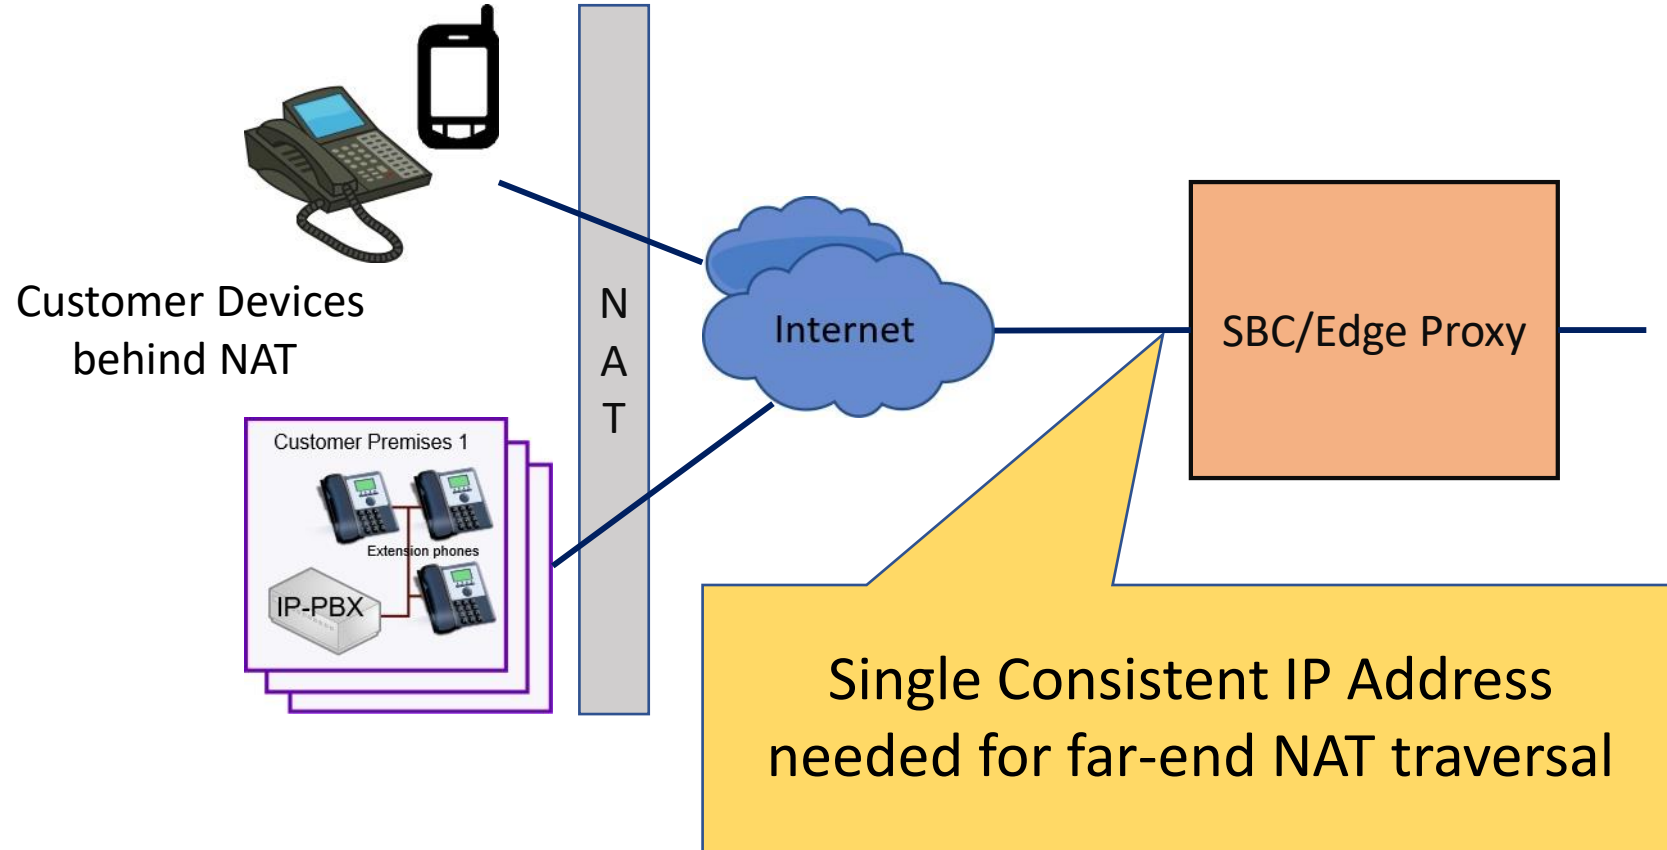 Customer Devices
behind NAT
N
A
T
Internet
SBC/Edge Proxy
Customer Premises 1
Extension phones
IP-PBX
Single Consistent IP Address
needed for far-end NAT traversal